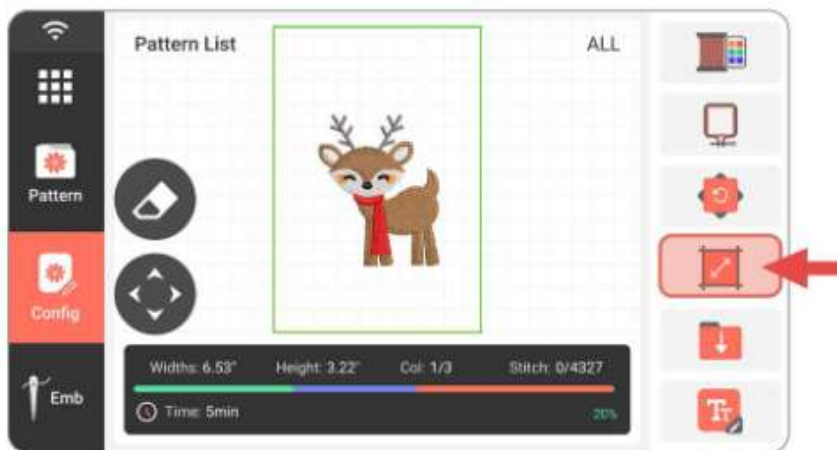 Pattern List
ALL
Pattern
Config
Emb
Widths: 6.53" Height: 3.22" Col: 1/3 Stitch: 0/4327
Time: 5min
20%
TT